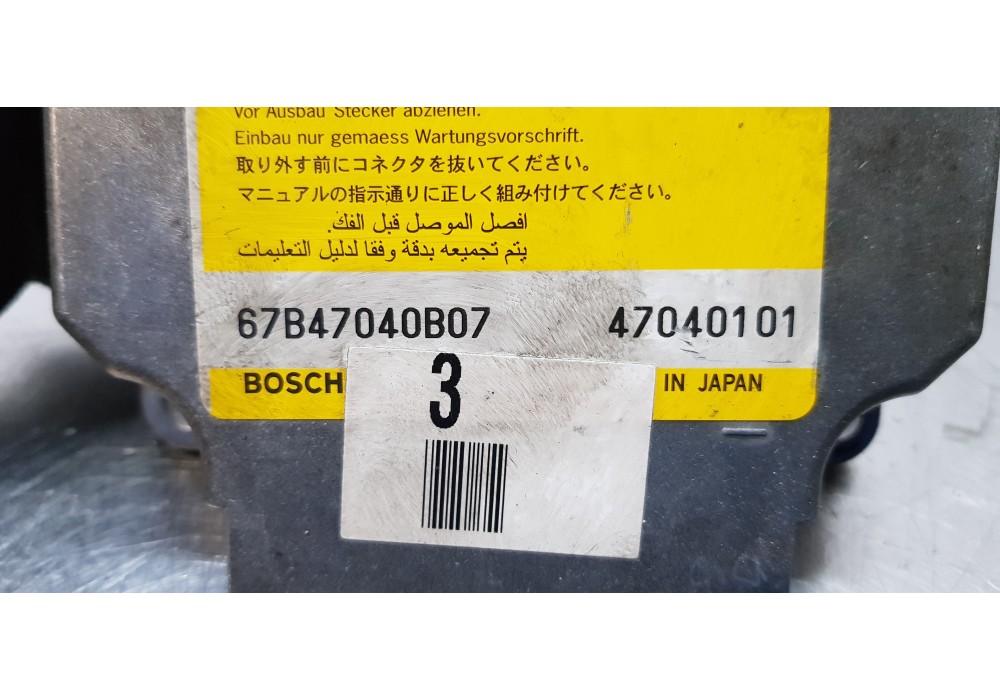 Vor Ausbau Stecker abziehen.
Einbau nur gemaess Wartungsvorschrift.
取り外す前にコネクタを抜いてください。
マニュアルの指示通りに正しく組み付けてください。
افصل الموصل قبل الفك.
يتم تجميعه بدقة وفقا لدليل التعليمات
67B47040B07 47040101
BOSCH IN JAPAN
3